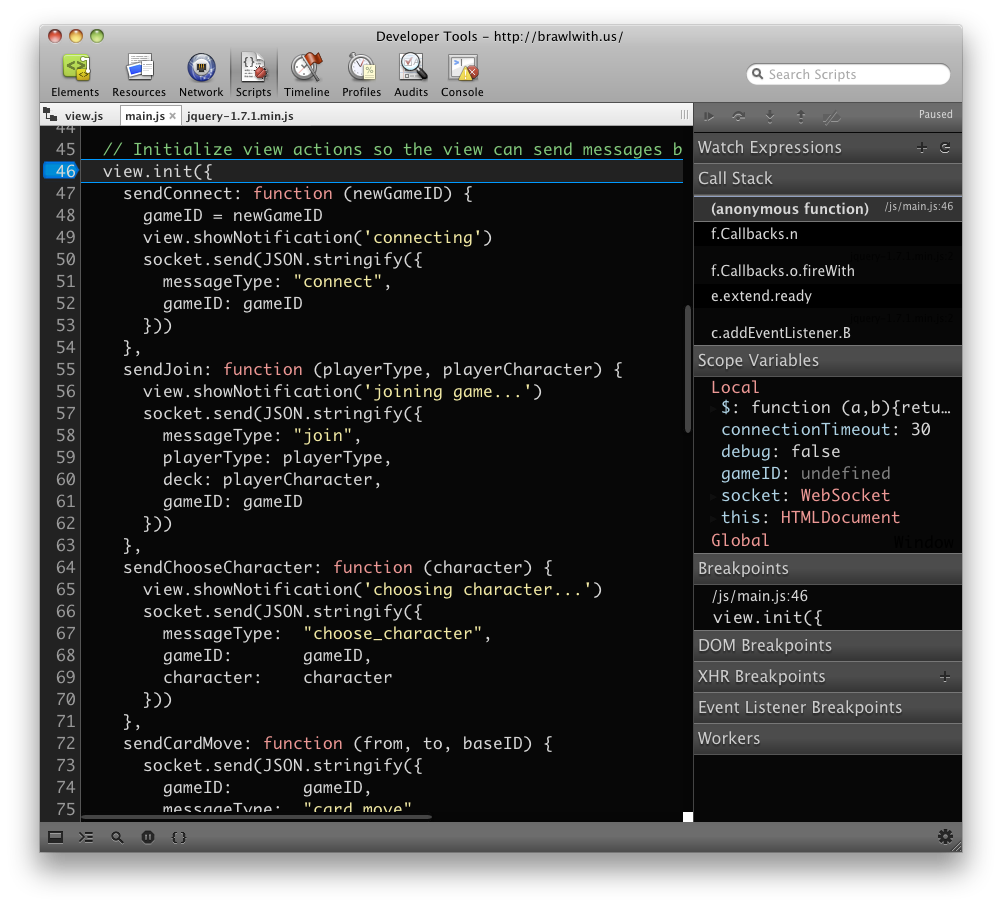 Developer Tools – http://brawlwith.us/
Elements Resources Network Scripts Timeline Profiles Audits Console
Search Scripts
view.js main.js × jquery-1.7.1.min.js
Paused
44
45 // Initialize view actions so the view can send messages b
46 view.init({
47 sendConnect: function (newGameID) {
48 gameID = newGameID
49 view.showNotification('connecting')
50 socket.send(JSON.stringify({
51 messageType: "connect",
52 gameID: gameID
53 }))
54 },
55 sendJoin: function (playerType, playerCharacter) {
56 view.showNotification('joining game...')
57 socket.send(JSON.stringify({
58 messageType: "join",
59 playerType: playerType,
60 deck: playerCharacter,
61 gameID: gameID
62 }))
63 },
64 sendChooseCharacter: function (character) {
65 view.showNotification('choosing character...')
66 socket.send(JSON.stringify({
67 messageType: "choose_character",
68 gameID: gameID,
69 character: character
70 }))
71 },
72 sendCardMove: function (from, to, baseID) {
73 socket.send(JSON.stringify({
74 gameID: gameID,
75 messageType: "card_move"
Watch Expressions
Call Stack
(anonymous function) /js/main.js:46
f.Callbacks.n
f.Callbacks.o.fireWith
e.extend.ready
c.addEventListener.B
Scope Variables
Local
$: function (a,b){retu…
connectionTimeout: 30
debug: false
gameID: undefined
socket: WebSocket
this: HTMLDocument
Global Window
Breakpoints
/js/main.js:46
view.init({
DOM Breakpoints
XHR Breakpoints
Event Listener Breakpoints
Workers